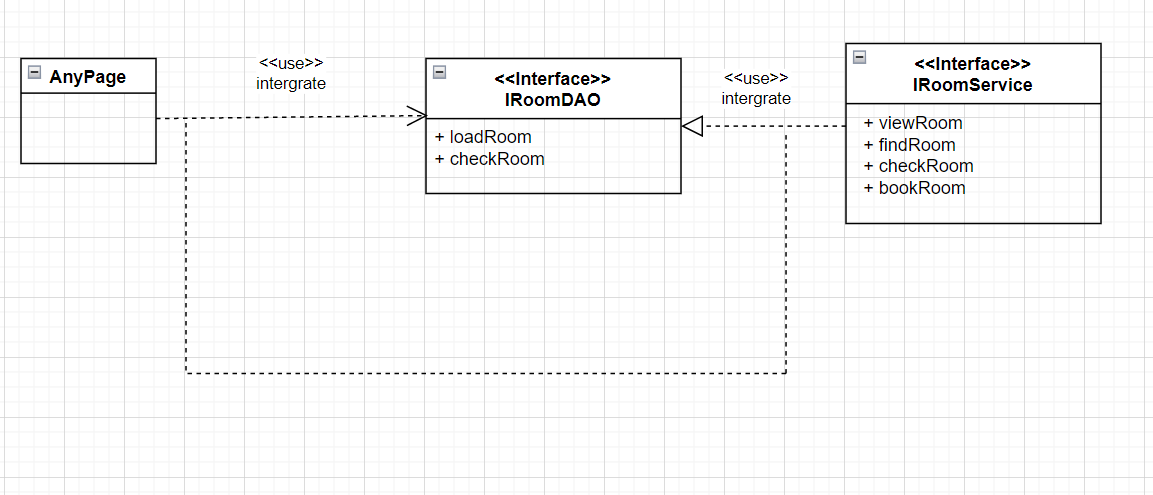 AnyPage
<<use>>
intergrate
<<Interface>>
IRoomDAO
+ loadRoom
+ checkRoom
<<use>>
intergrate
<<Interface>>
IRoomService
+ viewRoom
+ findRoom
+ checkRoom
+ bookRoom